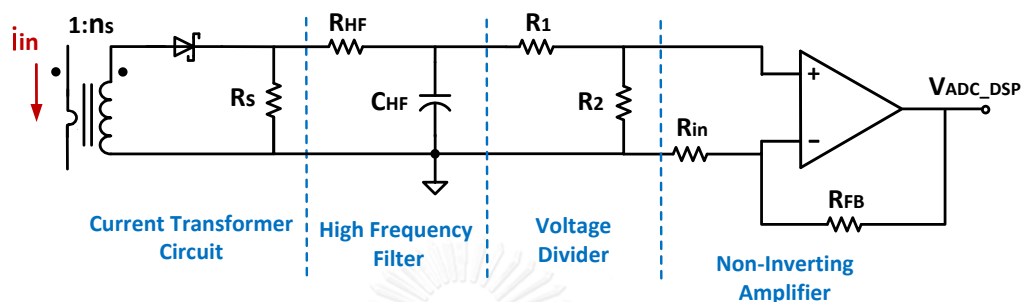 1:nS
iin
RS
RHF
CHF
R1
R2
Rin
+
−
RFB
VADC_DSP
Current Transformer
Circuit
High Frequency
Filter
Voltage
Divider
Non-Inverting
Amplifier